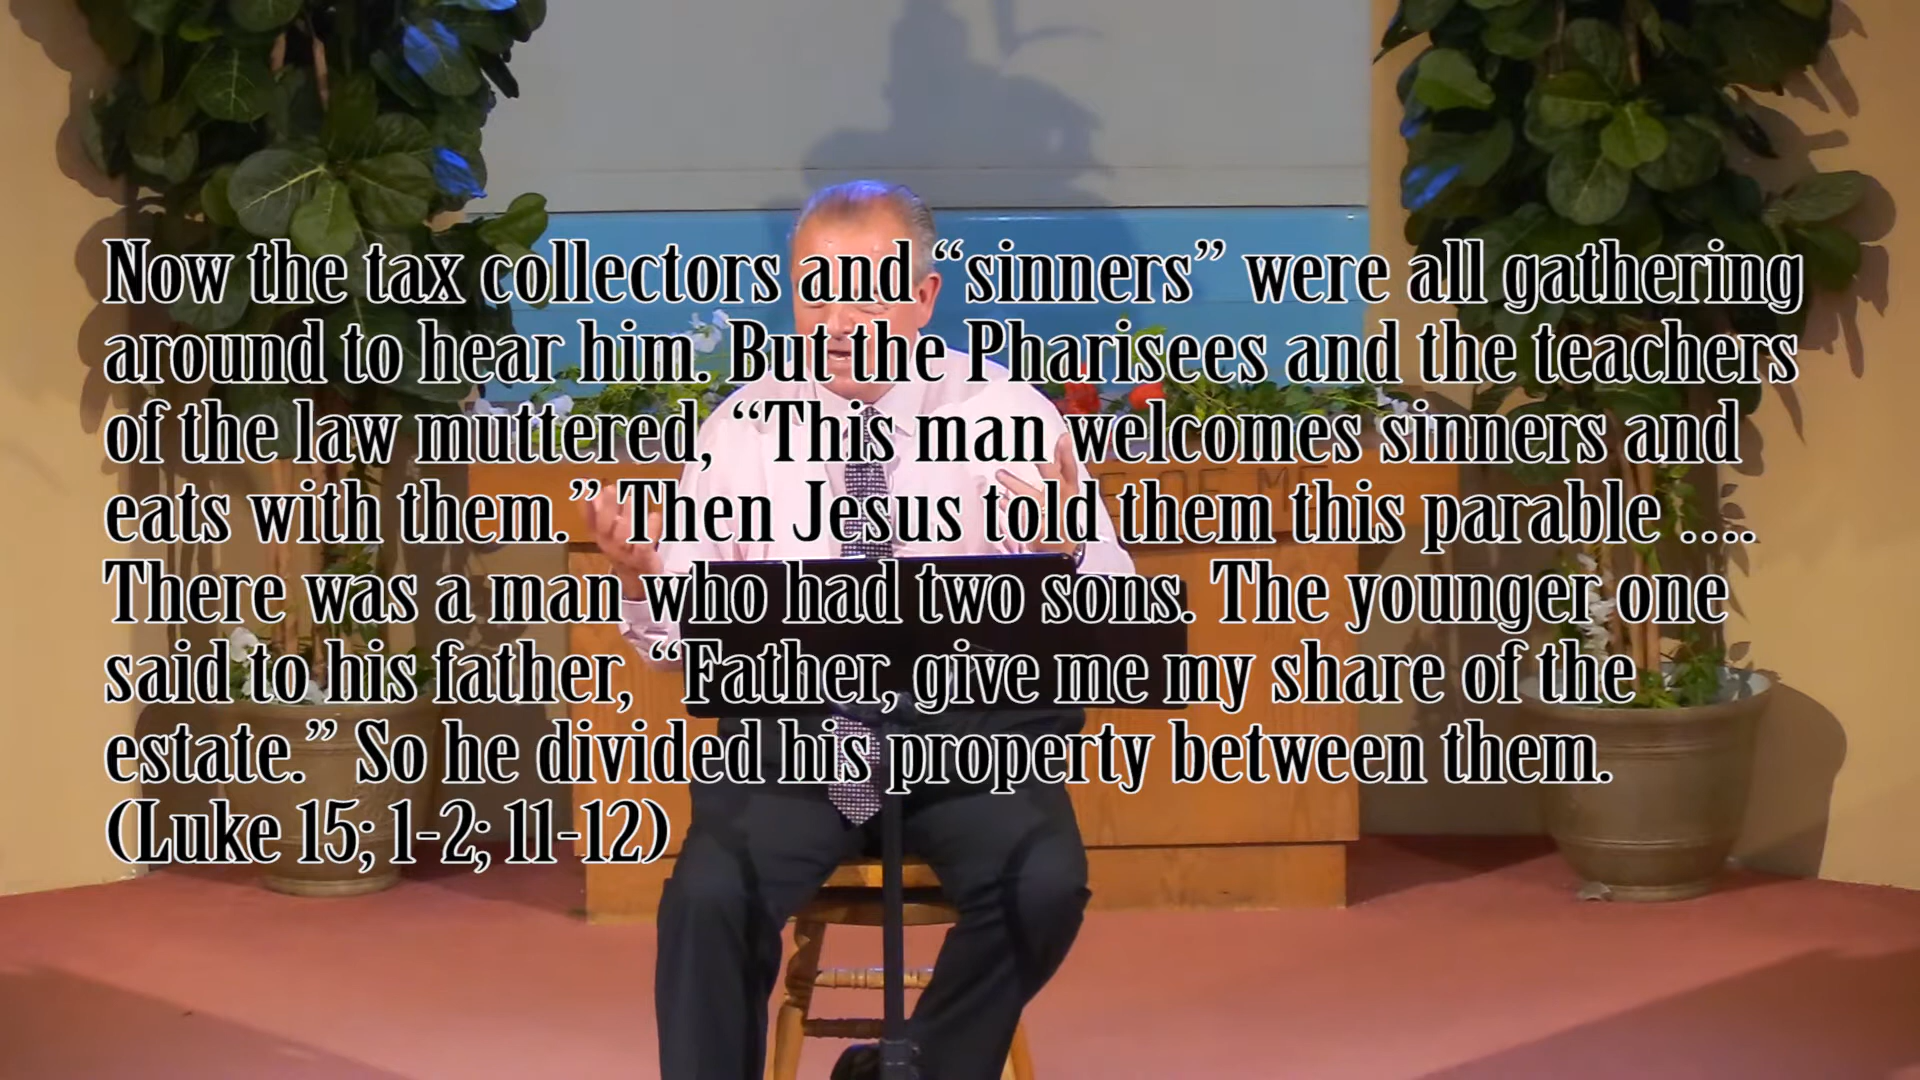 Now the tax collectors and “sinners” were all gathering
around to hear him. But the Pharisees and the teachers
of the law muttered, “This man welcomes sinners and
eats with them.” Then Jesus told them this parable ....
There was a man who had two sons. The younger one
said to his father, “Father, give me my share of the
estate.” So he divided his property between them.
(Luke 15; 1-2; 11-12)
OF ME